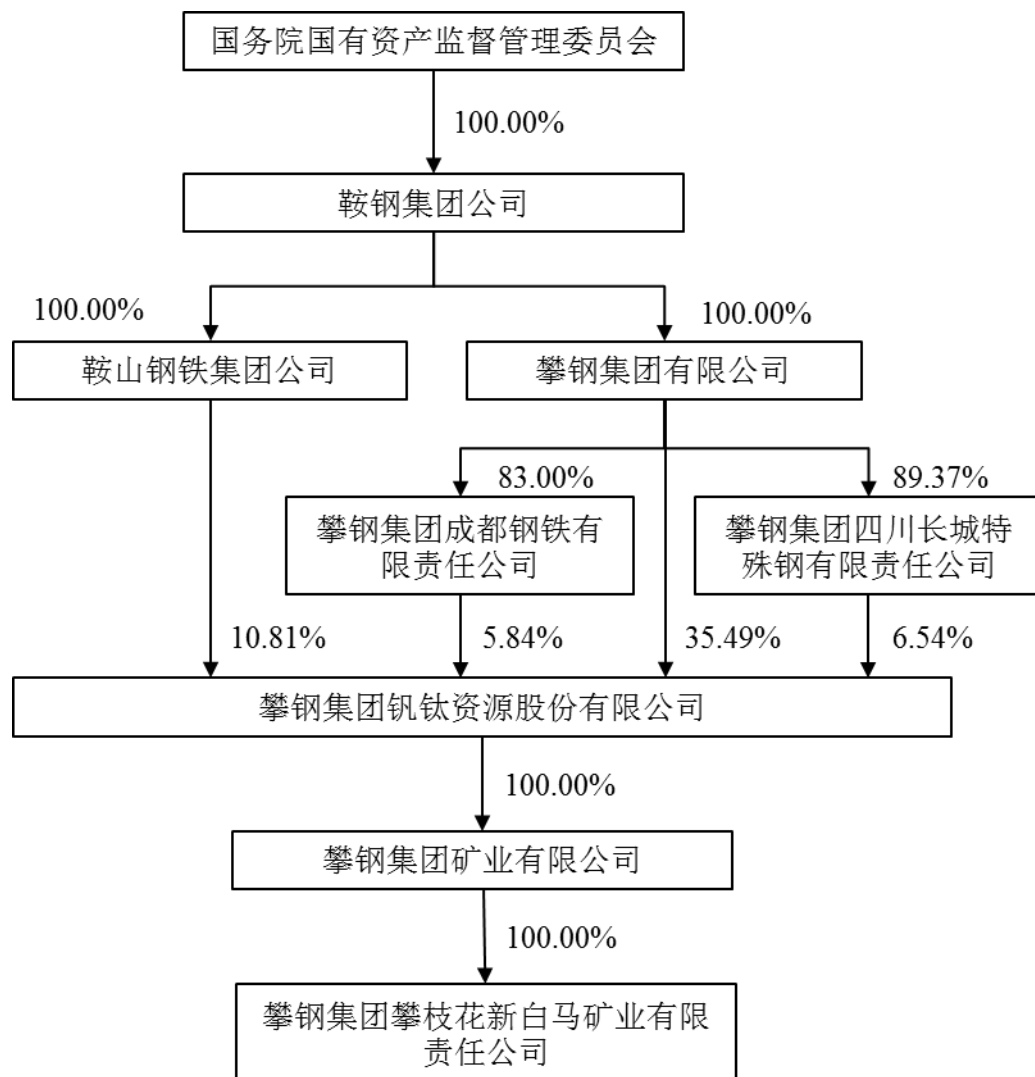 国务院国有资产监督管理委员会
100.00%
鞍钢集团公司
100.00%
100.00%
鞍山钢铁集团公司
攀钢集团有限公司
83.00%
89.37%
攀钢集团成都钢铁有
限责任公司
攀钢集团四川长城特
殊钢有限责任公司
10.81%
5.84%
35.49%
6.54%
攀钢集团钒钛资源股份有限公司
100.00%
攀钢集团矿业有限公司
100.00%
攀钢集团攀枝花新白马矿业有限
责任公司